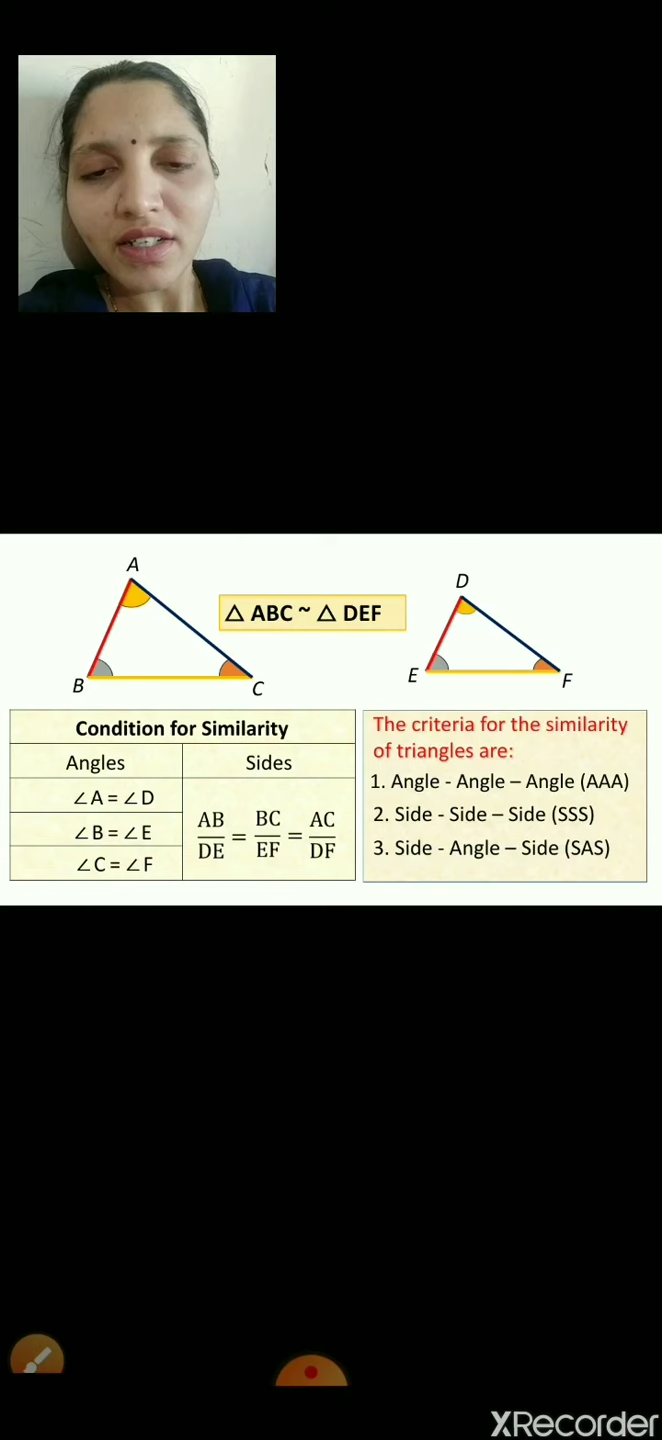 A
D
△ ABC ~ △ DEF
B
C
E
F
Condition for Similarity
Angles
Sides
∠A = ∠D
∠B = ∠E
∠C = ∠F
AB/DE = BC/EF = AC/DF
The criteria for the similarity
of triangles are:
1. Angle - Angle – Angle (AAA)
2. Side - Side – Side (SSS)
3. Side - Angle – Side (SAS)
XRecorder